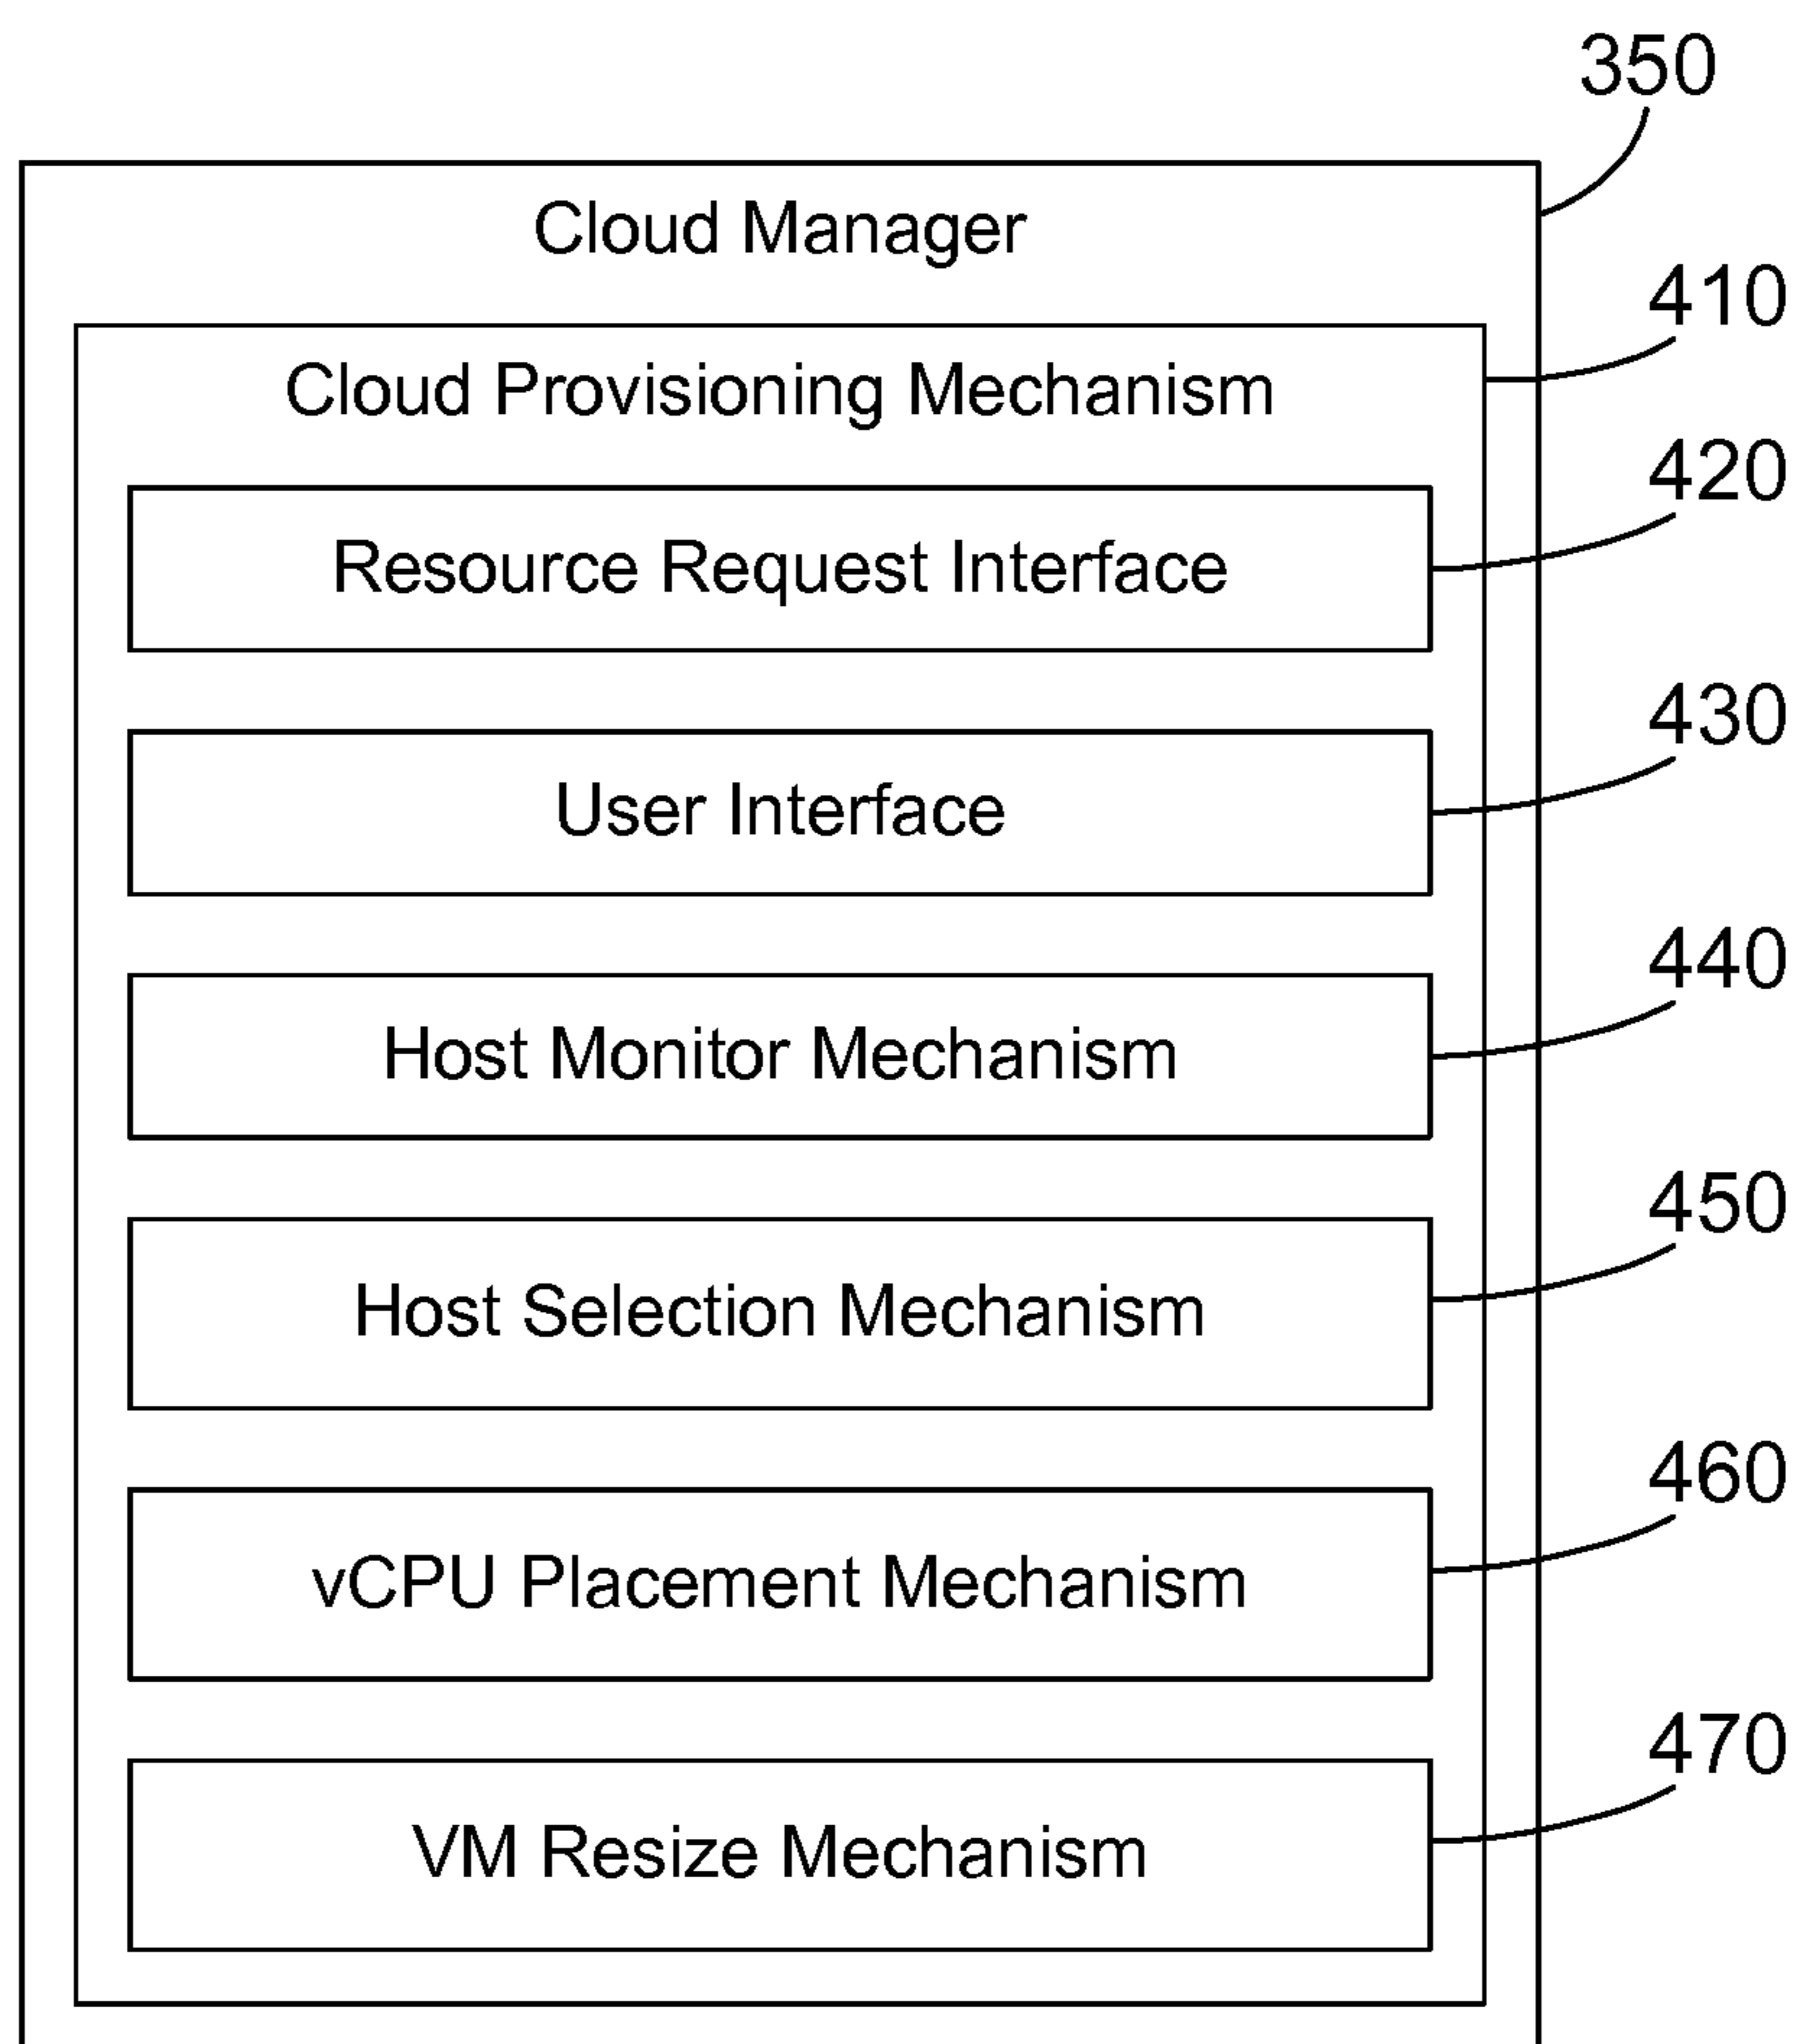 350
Cloud Manager
410
Cloud Provisioning Mechanism
420
Resource Request Interface
430
User Interface
440
Host Monitor Mechanism
450
Host Selection Mechanism
460
vCPU Placement Mechanism
470
VM Resize Mechanism